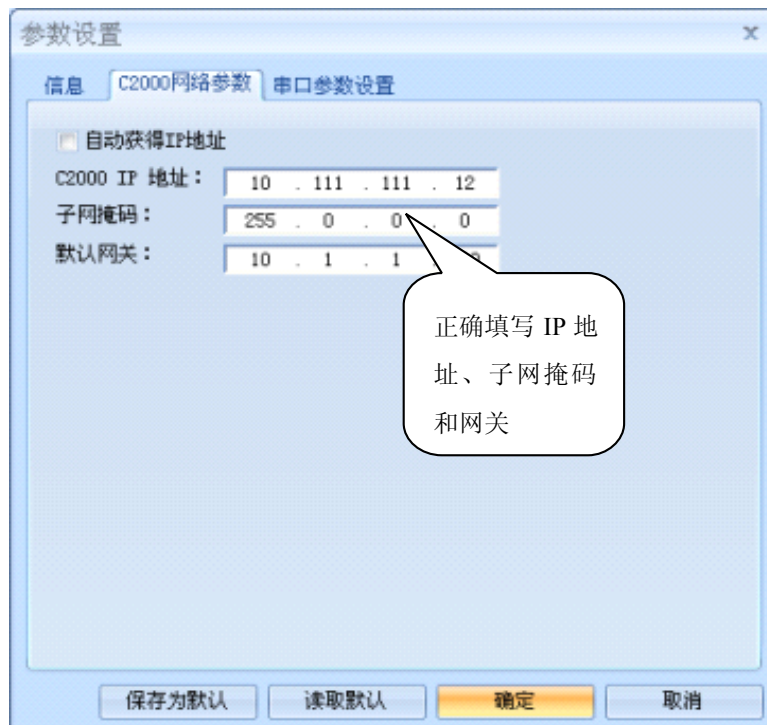 参数设置
信息 C2000网络参数 串口参数设置
自动获得IP地址
C2000 IP 地址： 10 . 111 . 111 . 12
子网掩码： 255 . 0 . 0 . 0
默认网关： 10 . 1 . 1 .
正确填写 IP 地
址、子网掩码
和网关
保存为默认 读取默认 确定 取消